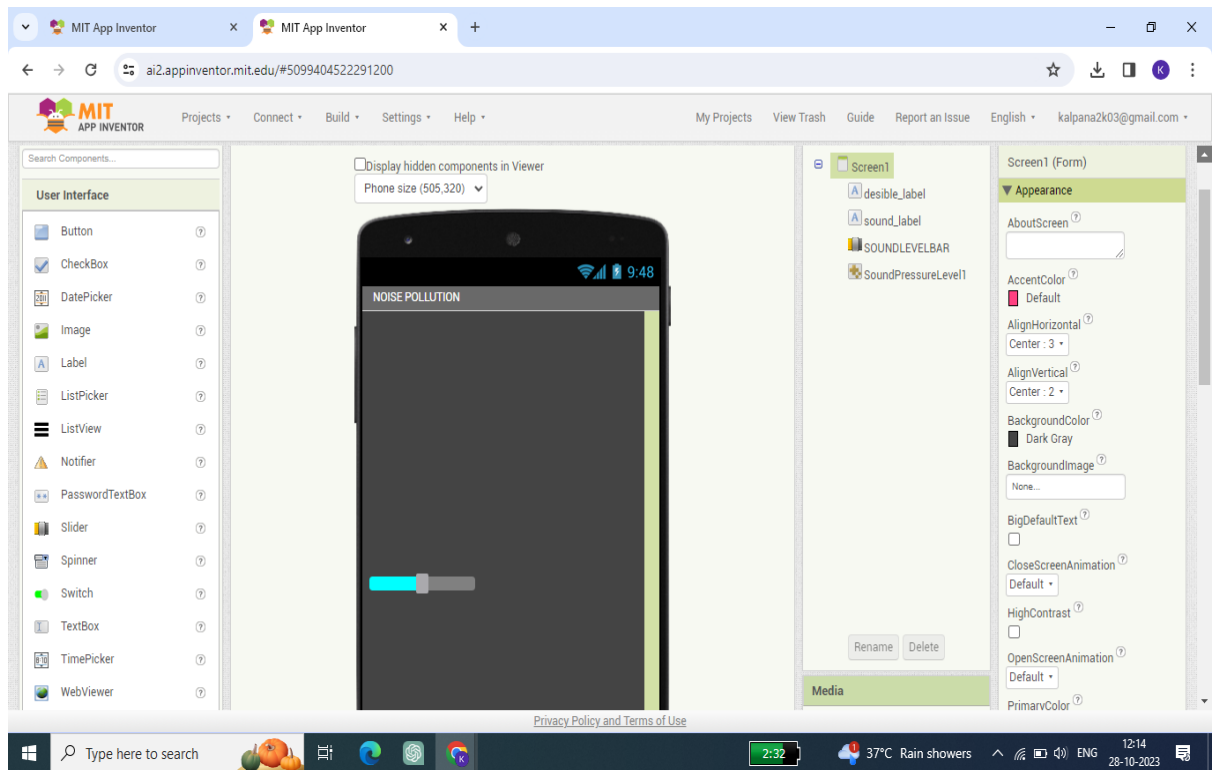 MIT App Inventor
MIT App Inventor
ai2.appinventor.mit.edu/#5099404522291200
K
MIT
APP INVENTOR
Projects
Connect
Build
Settings
Help
My Projects
View Trash
Guide
Report an Issue
English
kalpana2k03@gmail.com
Search Components...
User Interface
Button
CheckBox
DatePicker
Image
Label
ListPicker
ListView
Notifier
PasswordTextBox
Slider
Spinner
Switch
TextBox
TimePicker
WebViewer
Display hidden components in Viewer
Phone size (505,320)
9:48
NOISE POLLUTION
Screen1
desible_label
sound_label
SOUNDLEVELBAR
SoundPressureLevel1
Rename
Delete
Media
Screen1 (Form)
Appearance
AboutScreen
AccentColor
Default
AlignHorizontal
Center : 3
AlignVertical
Center : 2
BackgroundColor
Dark Gray
BackgroundImage
None...
BigDefaultText
CloseScreenAnimation
Default
HighContrast
OpenScreenAnimation
Default
PrimaryColor
Privacy Policy and Terms of Use
Type here to search
K
2:32
37°C Rain showers
ENG
12:14
28-10-2023